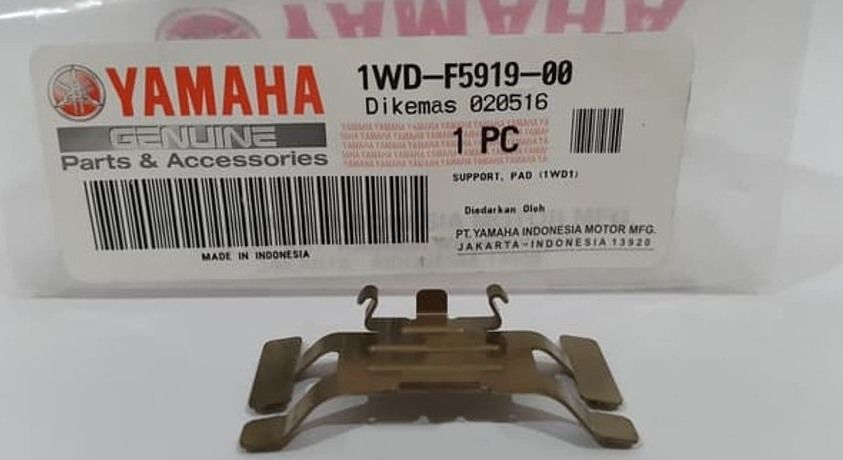 YAMAHA
YAMAHA
GENUINE
Parts & Accessories
MADE IN INDONESIA
1WD-F5919-00
Dikemas 020516
1 PC
SUPPORT, PAD (1WD1)
Diedarkan Oleh
PT. YAMAHA INDONESIA MOTOR MFG.
JAKARTA-INDONESIA 13920